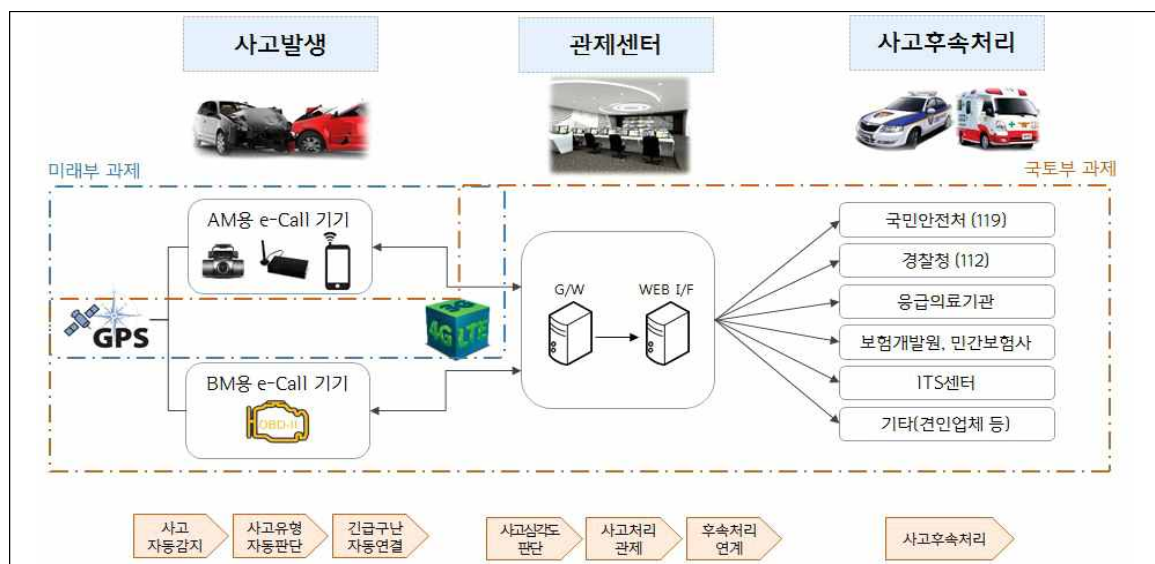 사고발생
관제센터
사고후속처리
미래부 과제
국토부 과제
AM용 e-Call 기기
GPS
3G
4G
LTE
BM용 e-Call 기기
OBD-II
G/W
WEB I/F
국민안전처 (119)
경찰청 (112)
응급의료기관
보험개발원, 민간보험사
ITS센터
기타(견인업체 등)
사고
자동감지
사고유형
자동판단
긴급구난
자동연결
사고심각도
판단
사고처리
관제
후속처리
연계
사고후속처리